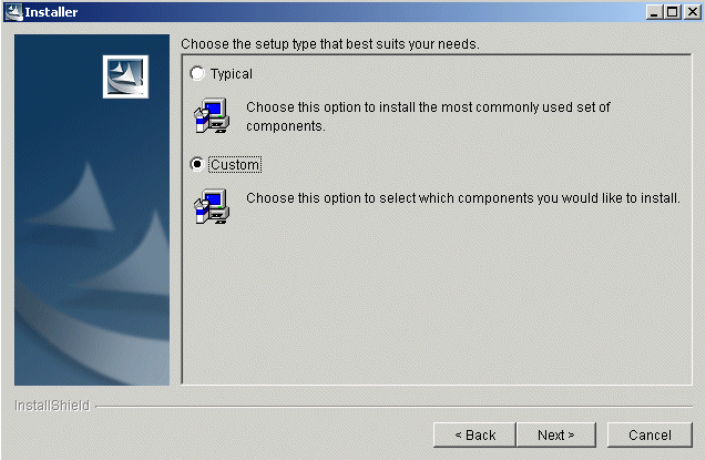 Installer
Choose the setup type that best suits your needs.
Typical
Choose this option to install the most commonly used set of
components.
Custom
Choose this option to select which components you would like to install.
InstallShield
< Back
Next >
Cancel